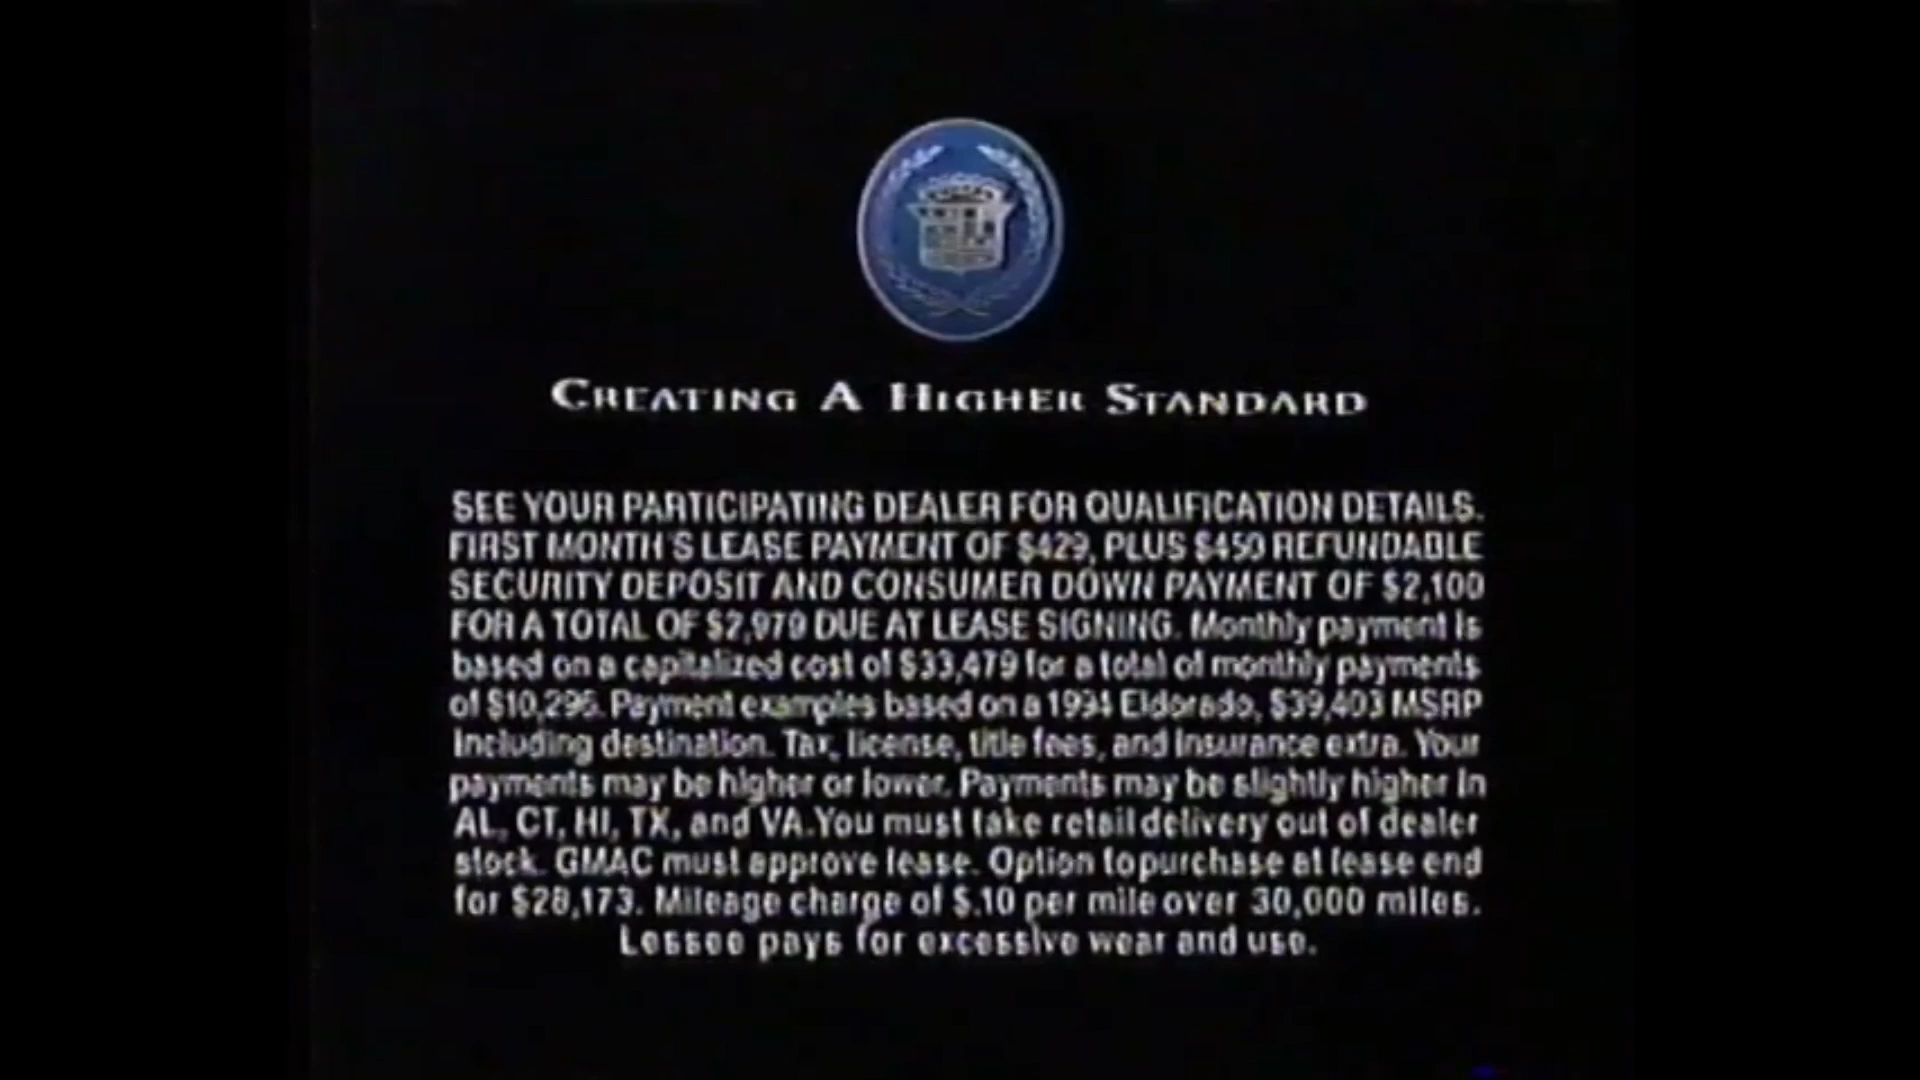 CREATING A HIGHER STANDARD
SEE YOUR PARTICIPATING DEALER FOR QUALIFICATION DETAILS.
FIRST MONTH'S LEASE PAYMENT OF $429, PLUS $450 REFUNDABLE
SECURITY DEPOSIT AND CONSUMER DOWN PAYMENT OF $2,100
FOR A TOTAL OF $2,979 DUE AT LEASE SIGNING. Monthly payment is
based on a capitalized cost of $33,479 for a total of monthly payments
of $10,296. Payment examples based on a 1994 Eldorado, $39,403 MSRP
including destination. Tax, license, title fees, and insurance extra. Your
payments may be higher or lower. Payments may be slightly higher in
AL, CT, HI, TX, and VA.You must take retail delivery out of dealer
stock. GMAC must approve lease. Option to purchase at lease end
for $28,173. Mileage charge of $.10 per mile over 30,000 miles.
Lessee pays for excessive wear and use.